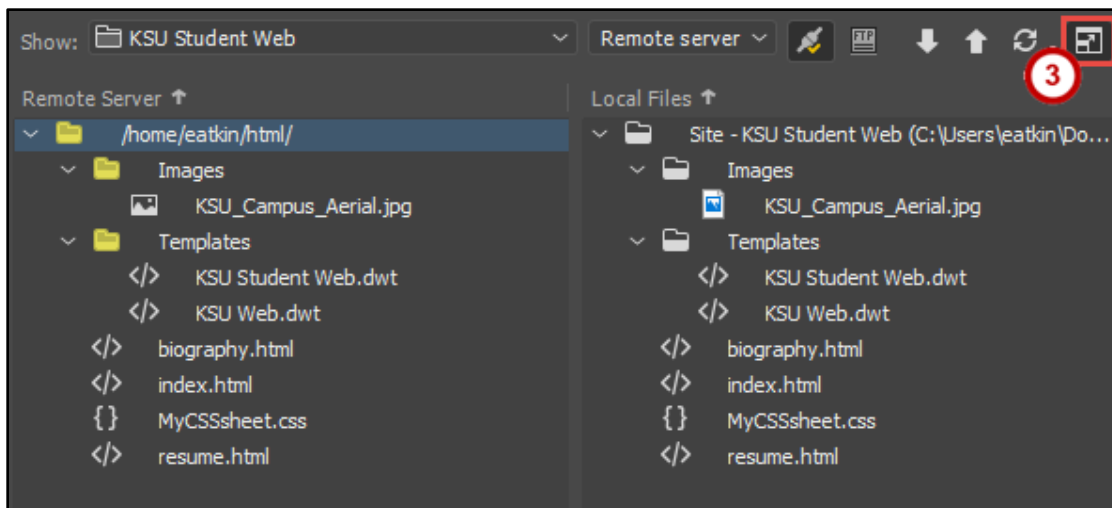 Show: KSU Student Web Remote server FTP
3
Remote Server Local Files
/home/eatkin/html/ Site - KSU Student Web (C:\Users\eatkin\Do...
Images Images
KSU_Campus_Aerial.jpg KSU_Campus_Aerial.jpg
Templates Templates
</> KSU Student Web.dwt </> KSU Student Web.dwt
</> KSU Web.dwt </> KSU Web.dwt
</> biography.html </> biography.html
</> index.html </> index.html
{} MyCSSsheet.css {} MyCSSsheet.css
</> resume.html </> resume.html